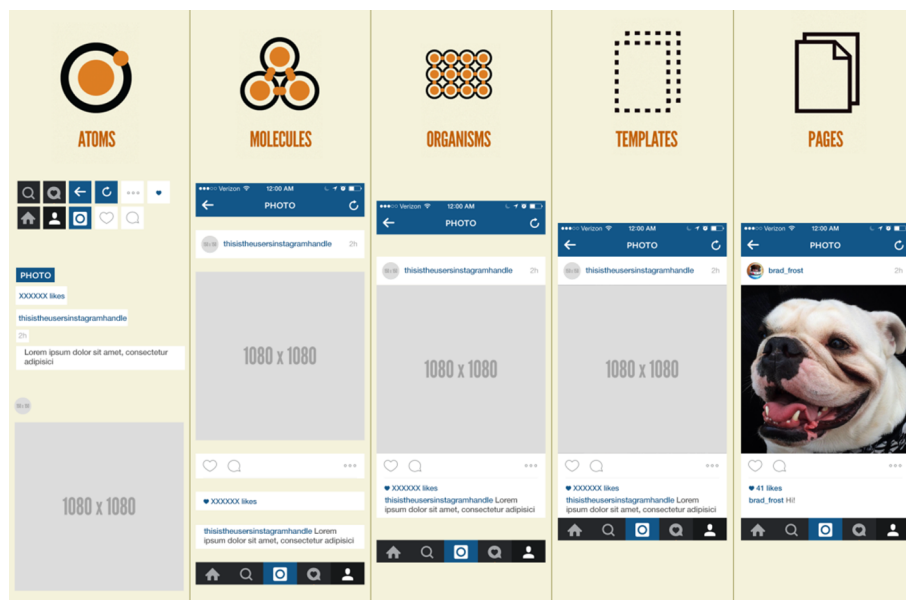 ATOMS
PHOTO
XXXXXX likes
thisistheusersinstagramhandle
2h
Lorem ipsum dolor sit amet, consectetur
adipisici
1080 x 1080
MOLECULES
Verizon 12:00 AM
PHOTO
thisistheusersinstagramhandle 2h
1080 x 1080
XXXXXX likes
thisistheusersinstagramhandle Lorem
ipsum dolor sit amet, consectetur adipisici
ORGANISMS
Verizon 12:00 AM
PHOTO
thisistheusersinstagramhandle 2h
1080 x 1080
XXXXXX likes
thisistheusersinstagramhandle Lorem
ipsum dolor sit amet, consectetur adipisici
TEMPLATES
Verizon 12:00 AM
PHOTO
thisistheusersinstagramhandle 2h
1080 x 1080
XXXXXX likes
thisistheusersinstagramhandle Lorem
ipsum dolor sit amet, consectetur adipisici
PAGES
Verizon 12:00 AM
PHOTO
brad_frost 2h
41 likes
brad_frost Hi!